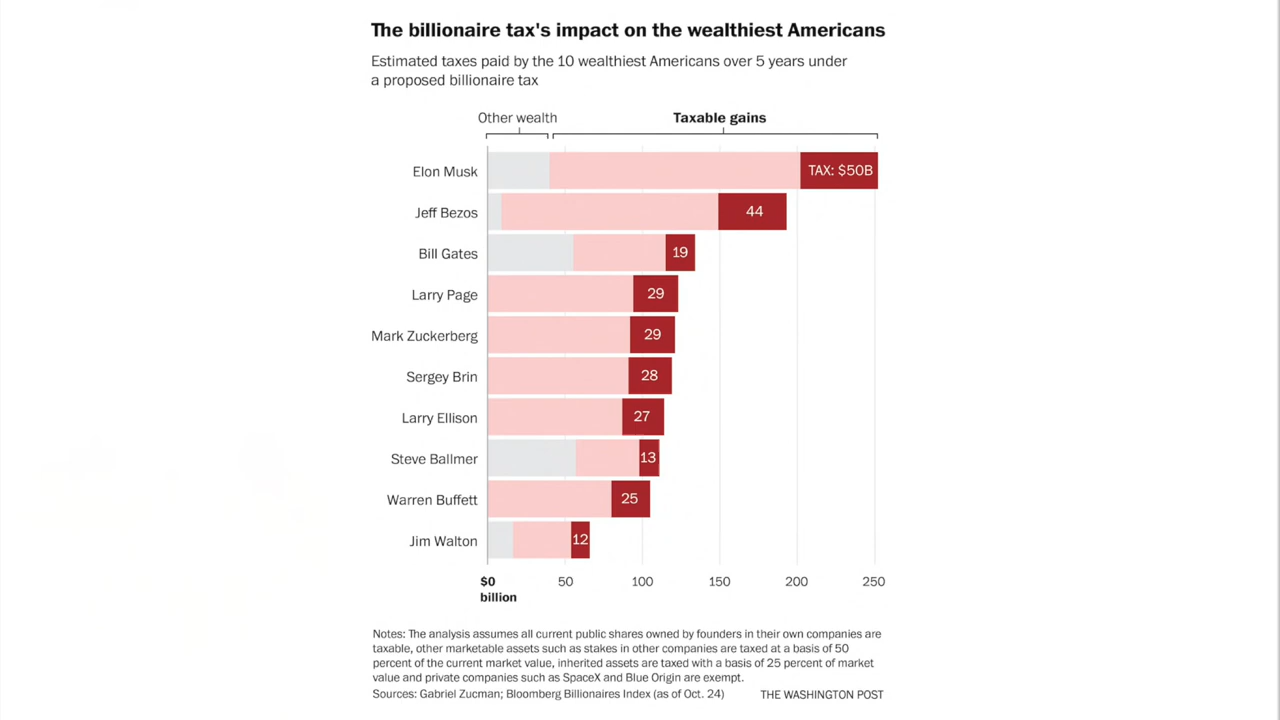 The billionaire tax's impact on the wealthiest Americans
Estimated taxes paid by the 10 wealthiest Americans over 5 years under
a proposed billionaire tax
Other wealth
Taxable gains
Elon Musk
TAX: $50B
Jeff Bezos
44
Bill Gates
19
Larry Page
29
Mark Zuckerberg
29
Sergey Brin
28
Larry Ellison
27
Steve Ballmer
13
Warren Buffett
25
Jim Walton
12
$0 50 100 150 200 250
billion
Notes: The analysis assumes all current public shares owned by founders in their own companies are
taxable, other marketable assets such as stakes in other companies are taxed at a basis of 50
percent of the current market value, inherited assets are taxed with a basis of 25 percent of market
value and private companies such as SpaceX and Blue Origin are exempt.
Sources: Gabriel Zucman; Bloomberg Billionaires Index (as of Oct. 24)
THE WASHINGTON POST